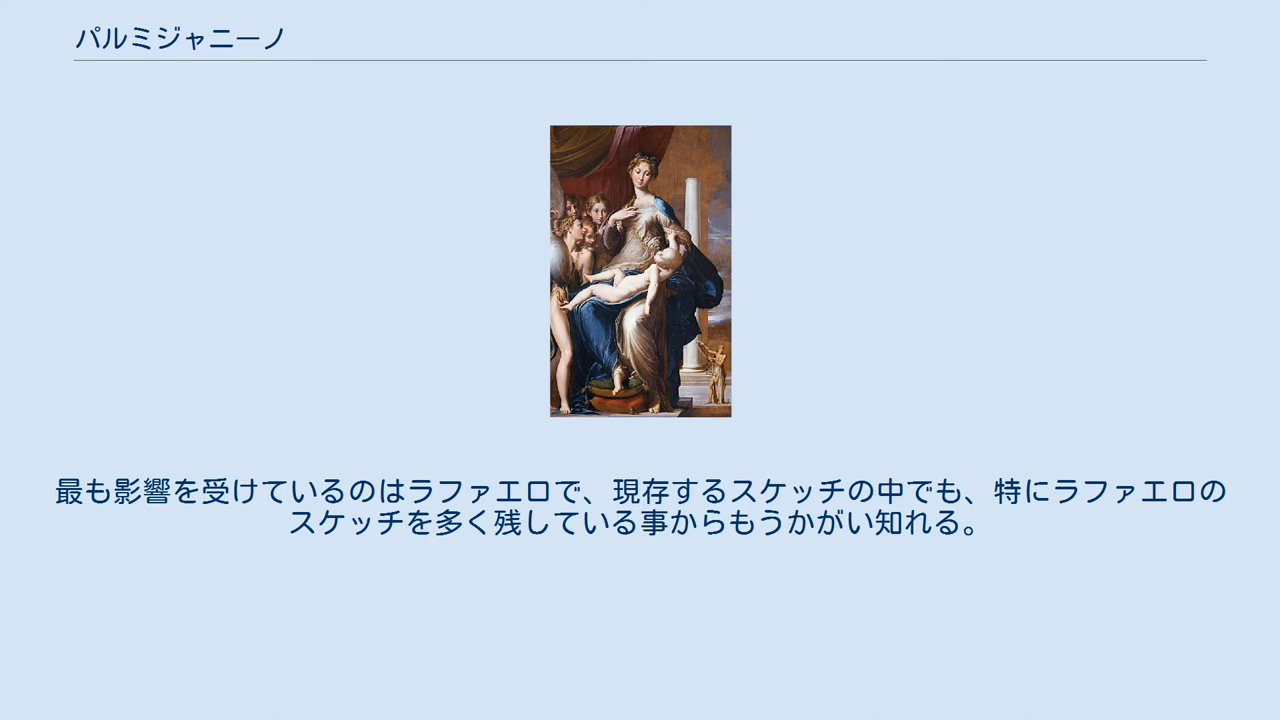 パルミジャニーノ
最も影響を受けているのはラファエロで、現存するスケッチの中でも、特にラファエロの
スケッチを多く残している事からもうかがい知れる。